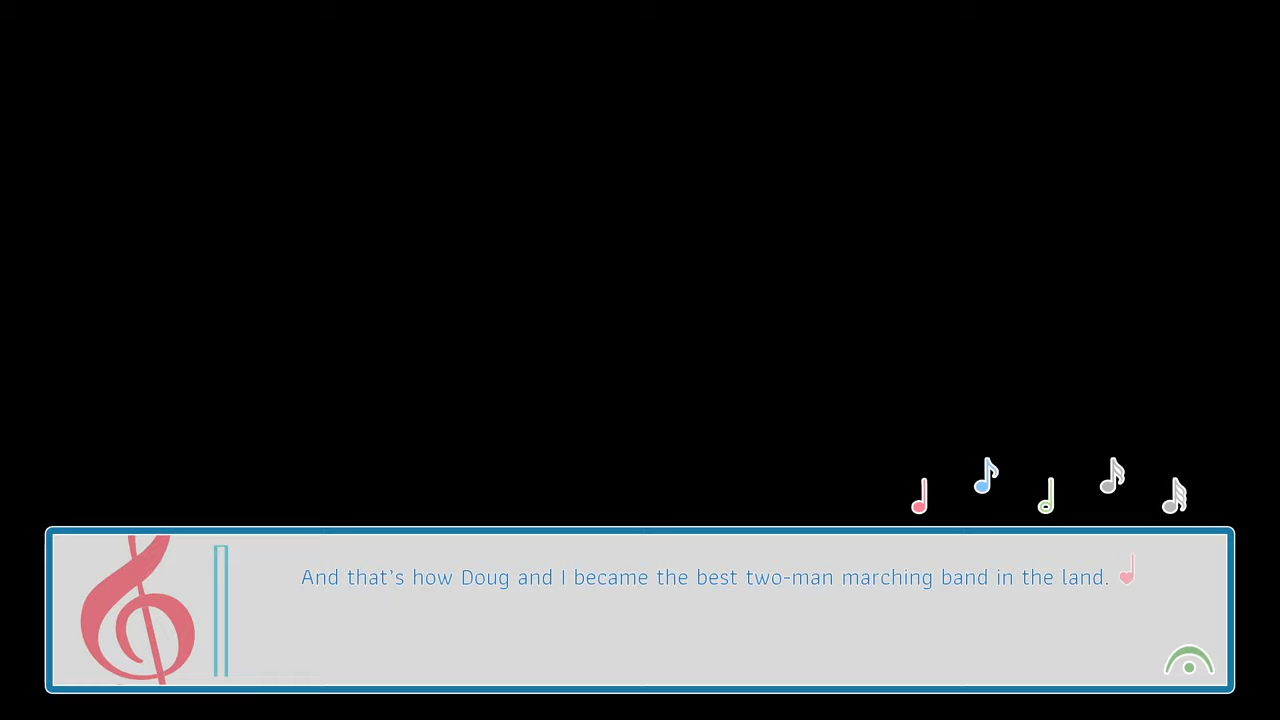 And that's how Doug and I became the best two-man marching band in the land.